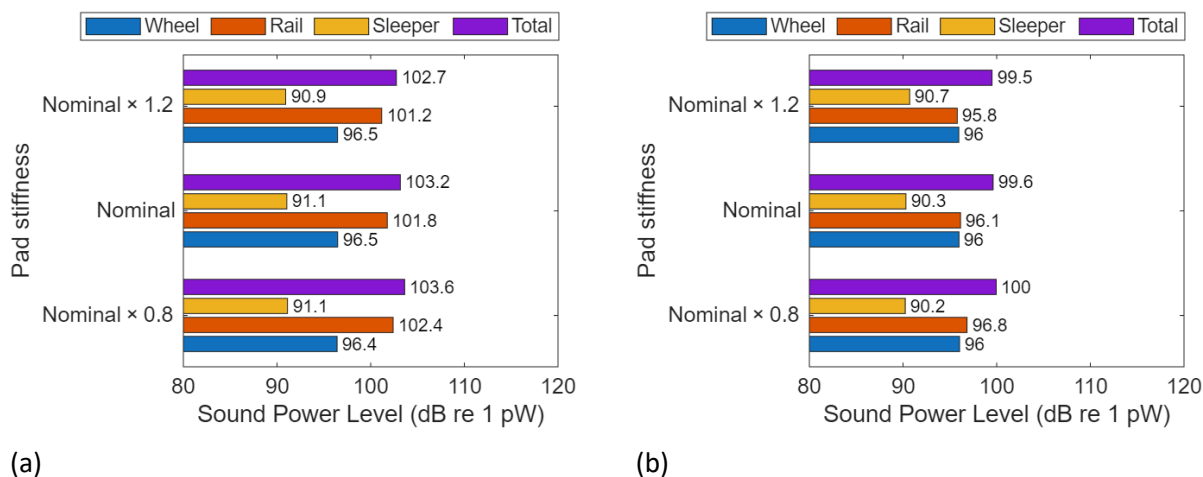 Wheel Rail Sleeper Total
Pad stiffness
Nominal × 1.2
102.7
90.9
101.2
96.5
Nominal
103.2
91.1
101.8
96.5
Nominal × 0.8
103.6
91.1
102.4
96.4
80 90 100 110 120
Sound Power Level (dB re 1 pW)
(a)
Wheel Rail Sleeper Total
Pad stiffness
Nominal × 1.2
99.5
90.7
95.8
96
Nominal
99.6
90.3
96.1
96
Nominal × 0.8
100
90.2
96.8
96
80 90 100 110 120
Sound Power Level (dB re 1 pW)
(b)